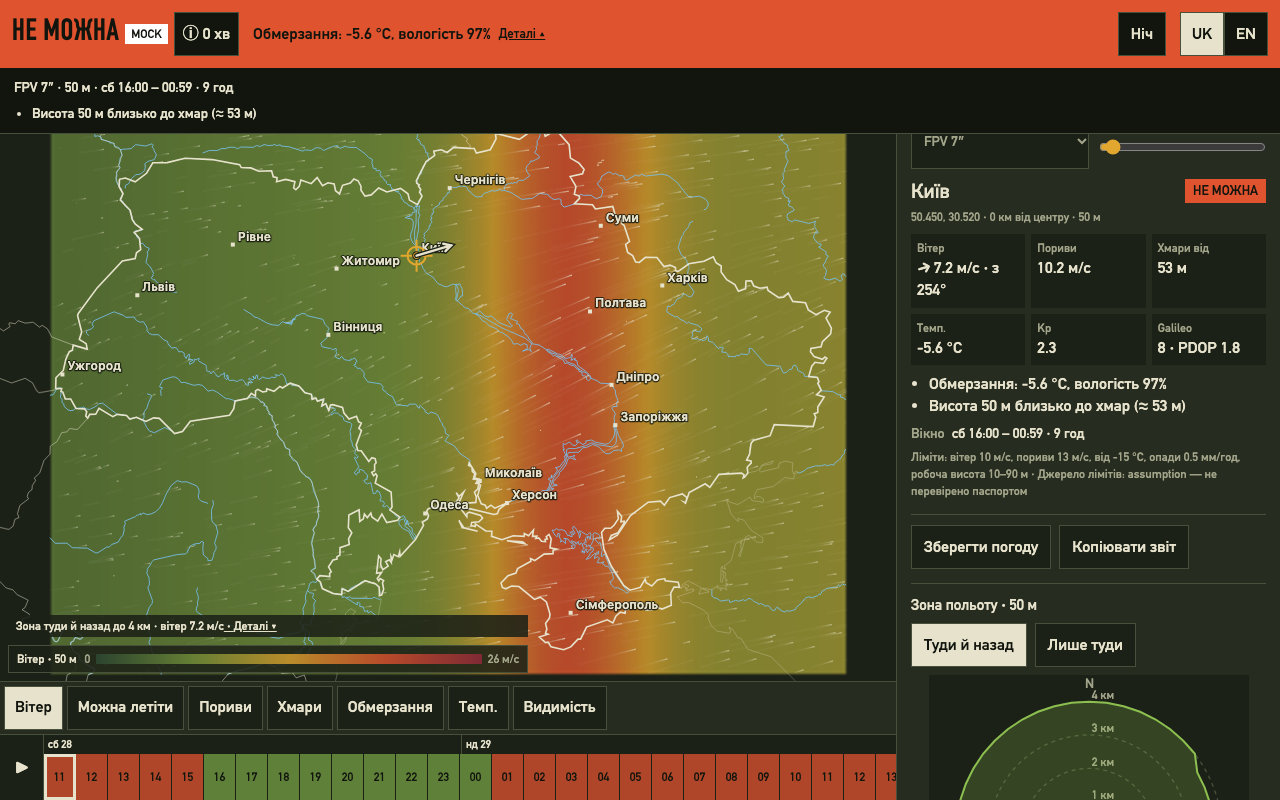 НЕ МОЖНА МОСК ⓘ 0 хв Обмерзання: -5.6 °C, вологість 97% Деталі ▴ Ніч UK EN
FPV 7″ · 50 м · сб 16:00 – 00:59 · 9 год
• Висота 50 м близько до хмар (≈ 53 м)
Чернігів
Суми
Рівне
Житомир
Харків
Львів
Полтава
Вінниця
Ужгород
Дніпро
Запоріжжя
Миколаїв
Херсон
Одеса
Сімферополь
Зона туди й назад до 4 км · вітер 7.2 м/с · Деталі ▾
Вітер · 50 м 0 26 м/с
Вітер Можна летіти Пориви Хмари Обмерзання Темп. Видимість
сб 28 нд 29
▶ 11 12 13 14 15 16 17 18 19 20 21 22 23 00 01 02 03 04 05 06 07 08 09 10 11 12 13
FPV 7″
Київ НЕ МОЖНА
50.450, 30.520 · 0 км від центру · 50 м
Вітер Пориви Хмари від
➔ 7.2 м/с · з 10.2 м/с 53 м
254°
Темп. Kp Galileo
-5.6 °C 2.3 8 · PDOP 1.8
• Обмерзання: -5.6 °C, вологість 97%
• Висота 50 м близько до хмар (≈ 53 м)
Вікно сб 16:00 – 00:59 · 9 год
Ліміти: вітер 10 м/с, пориви 13 м/с, від -15 °C, опади 0.5 мм/год,
робоча висота 10–90 м · Джерело лімітів: assumption — не
перевірено паспортом
Зберегти погоду Копіювати звіт
Зона польоту · 50 м
Туди й назад Лише туди
N
4 км
3 км
2 км
1 км